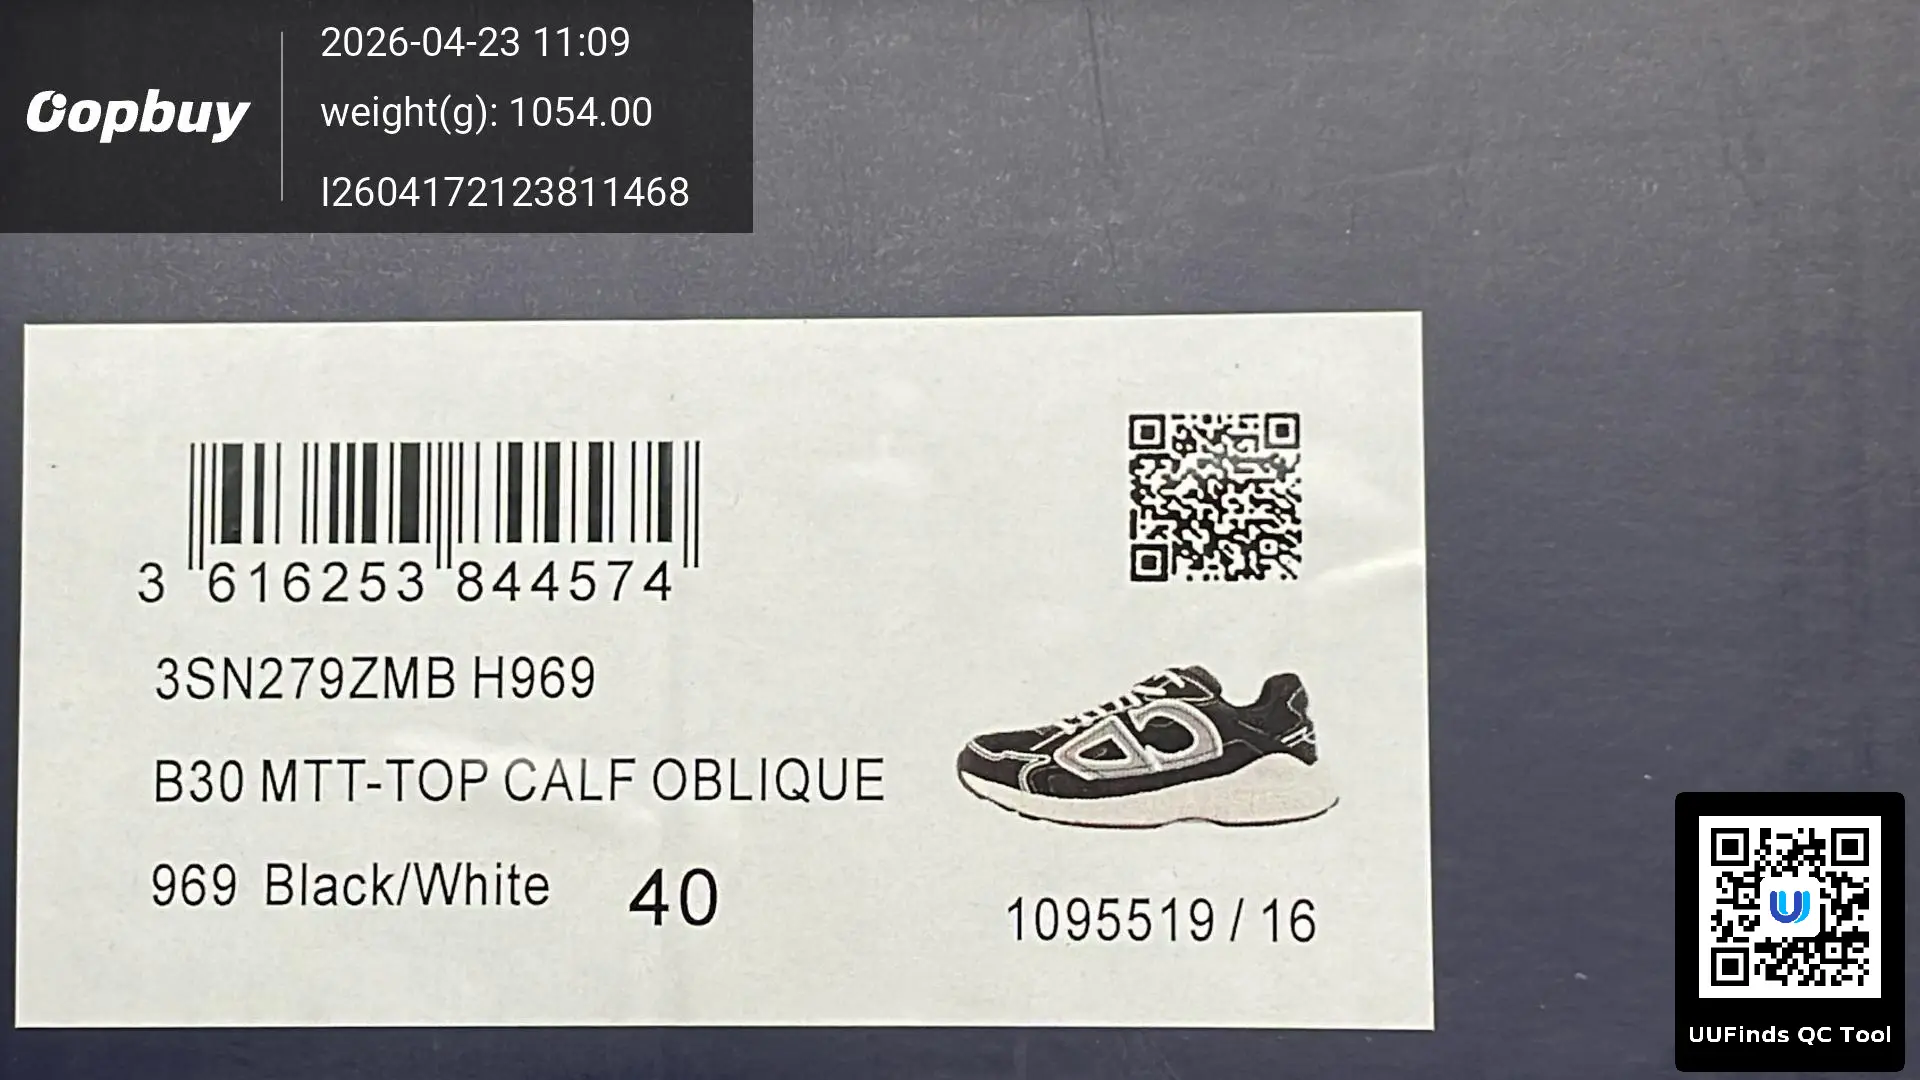 Oopbuy
2026-04-23 11:09
weight(g): 1054.00
I2604172123811468
3 616253 844574
3SN279ZMB H969
B30 MTT-TOP CALF OBLIQUE
969 Black/White 40
1095519 / 16
UUFinds QC Tool